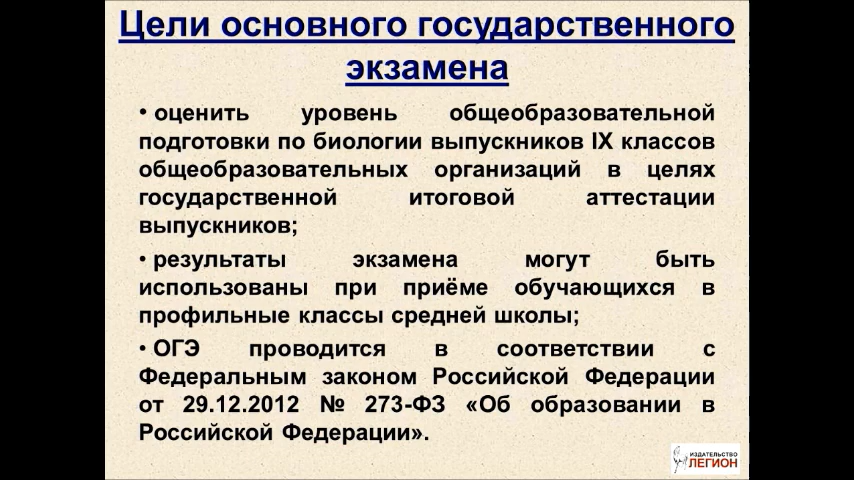 Цели основного государственного
экзамена
• оценить уровень общеобразовательной
подготовки по биологии выпускников IX классов
общеобразовательных организаций в целях
государственной итоговой аттестации
выпускников;
• результаты экзамена могут быть
использованы при приёме обучающихся в
профильные классы средней школы;
• ОГЭ проводится в соответствии с
Федеральным законом Российской Федерации
от 29.12.2012 № 273-ФЗ «Об образовании в
Российской Федерации».
ИЗДАТЕЛЬСТВО
ЛЕГИОН